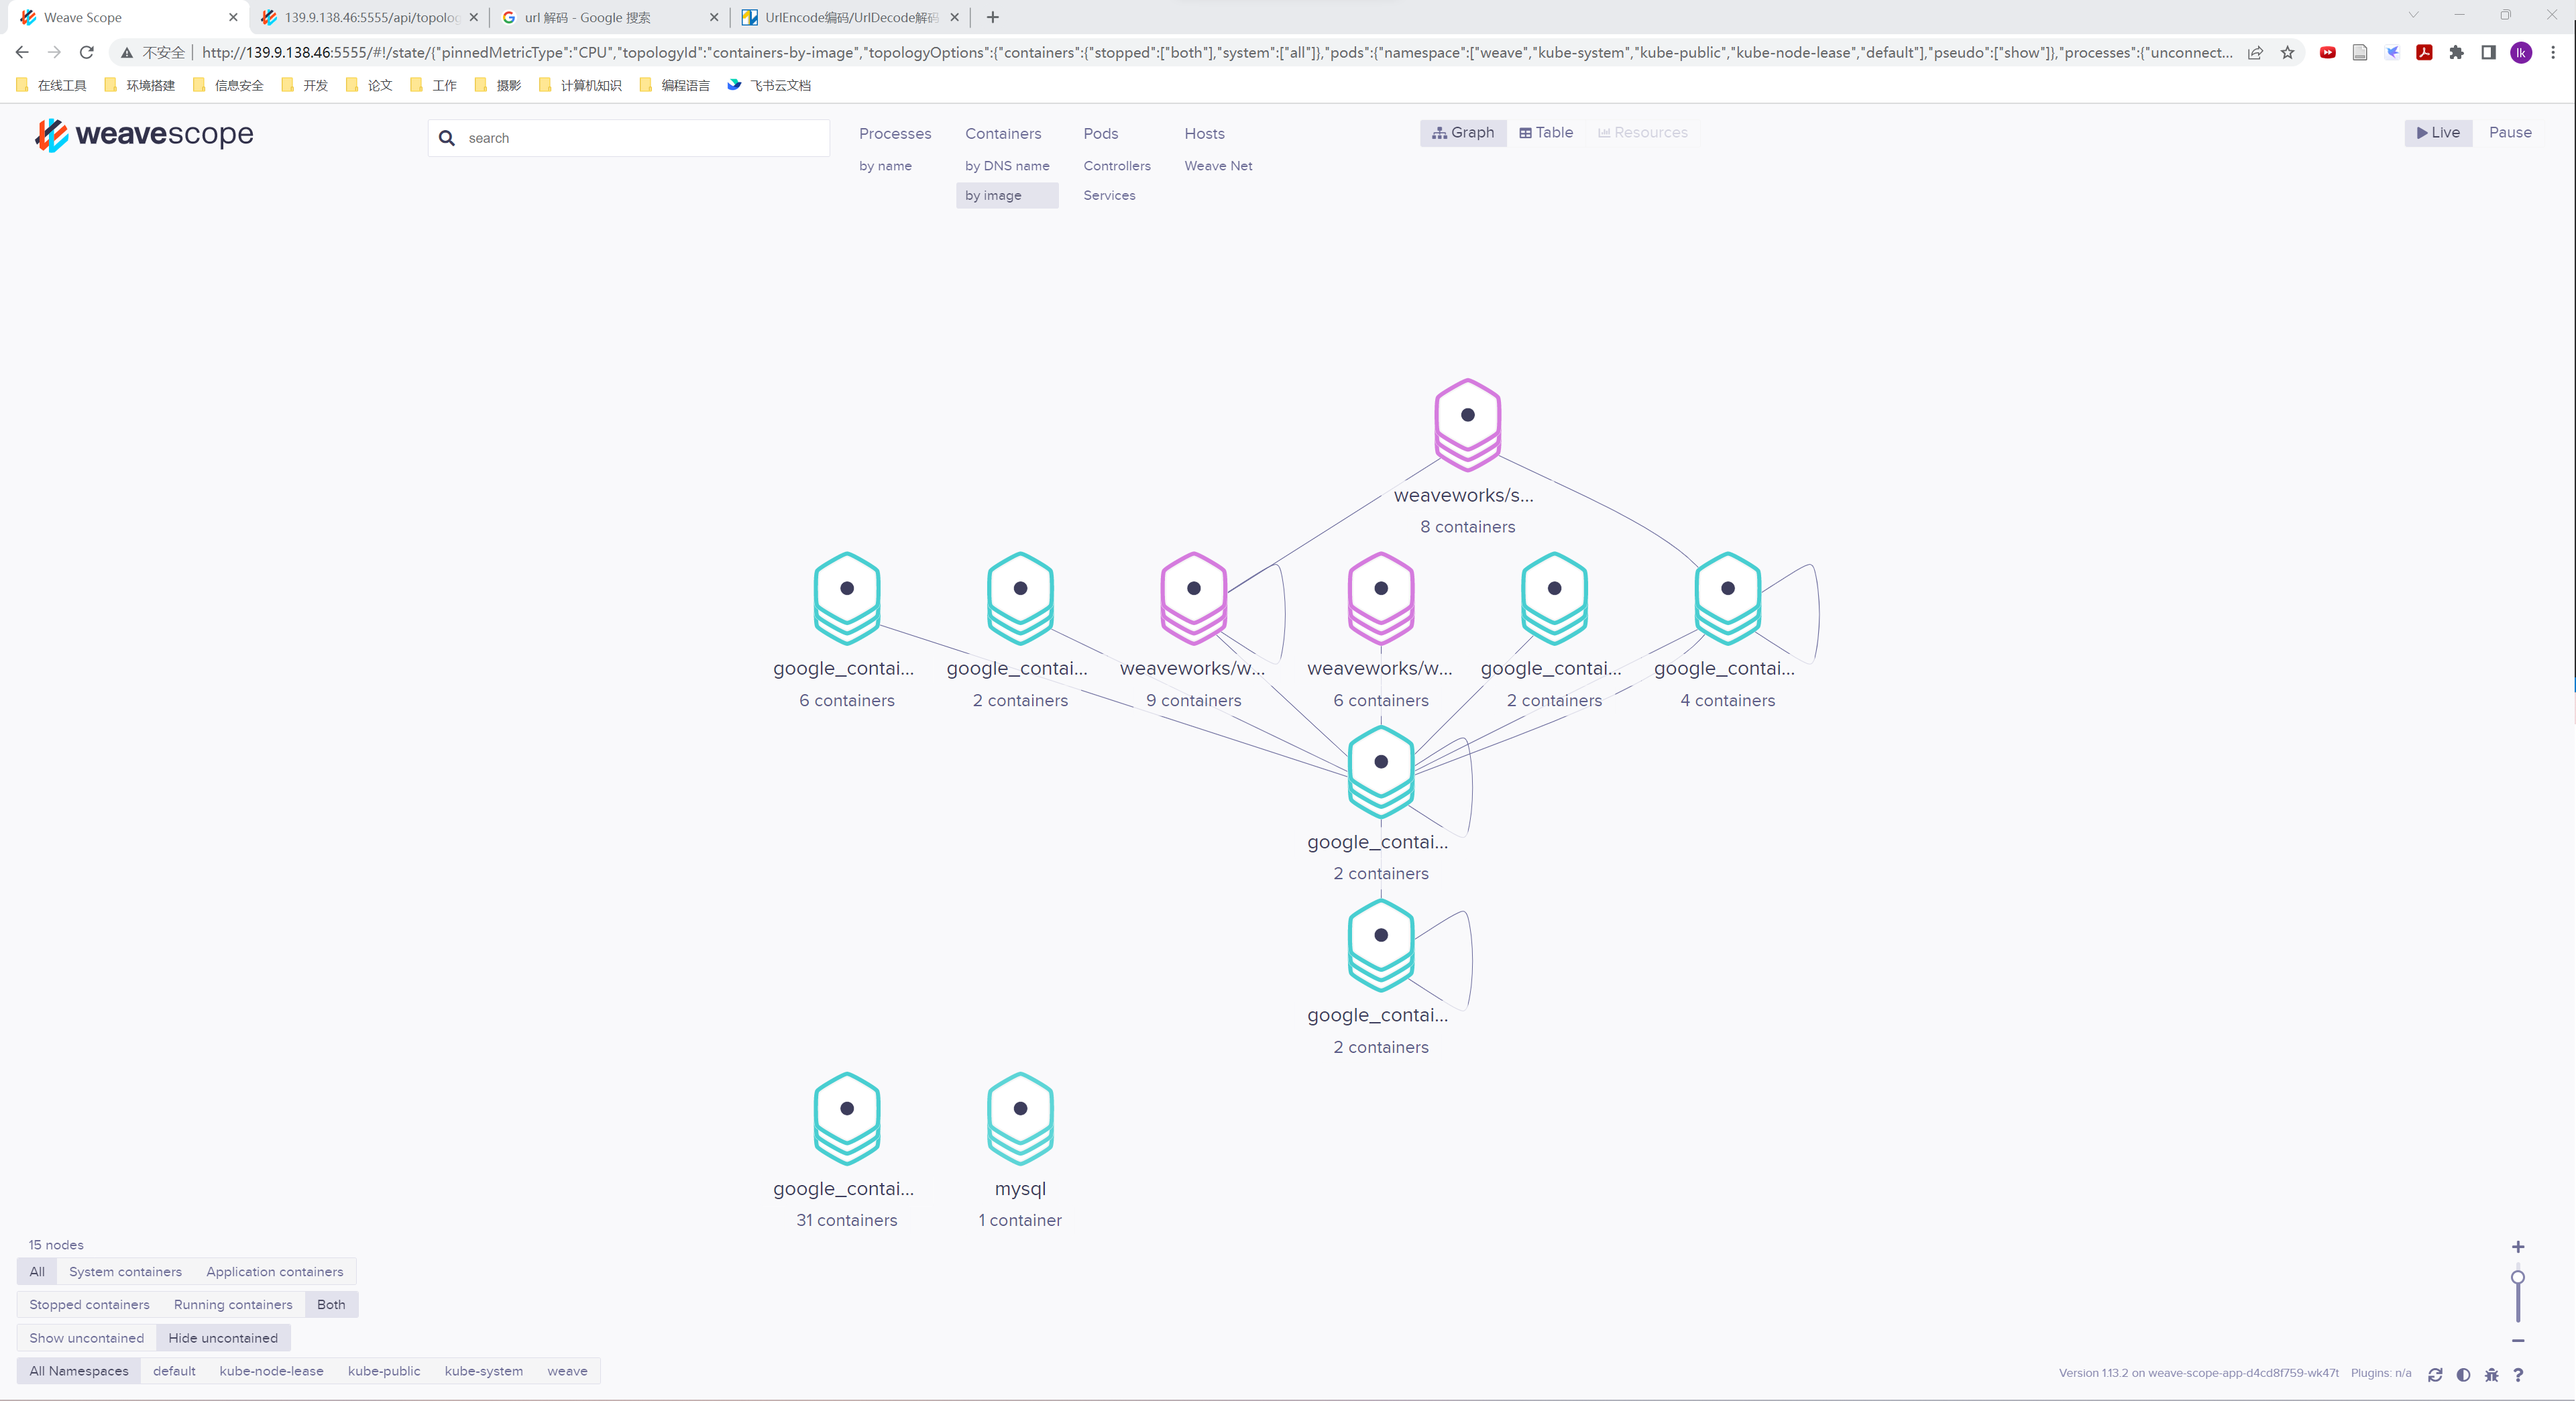 Weave Scope
139.9.138.46:5555/api/topolog
url 解码 - Google 搜索
UrlEncode编码/UrlDecode解码
不安全
http://139.9.138.46:5555/#!/state/{"pinnedMetricType":"CPU","topologyId":"containers-by-image","topologyOptions":{"containers":{"stopped":["both"],"system":["all"]},"pods":{"namespace":["weave","kube-system","kube-public","kube-node-lease","default"],"pseudo":["show"]},"processes":{"unconnect...
lk
在线工具
环境搭建
信息安全
开发
论文
工作
摄影
计算机知识
编程语言
飞书云文档
weavescope
search
Processes
Containers
Pods
Hosts
Graph
Table
Resources
Live
Pause
by name
by DNS name
Controllers
Weave Net
by image
Services
weaveworks/s...
8 containers
google_contai...
google_contai...
weaveworks/w...
weaveworks/w...
google_contai...
google_contai...
6 containers
2 containers
9 containers
6 containers
2 containers
4 containers
google_contai...
2 containers
google_contai...
2 containers
google_contai...
mysql
31 containers
1 container
15 nodes
All
System containers
Application containers
Stopped containers
Running containers
Both
Show uncontained
Hide uncontained
All Namespaces
default
kube-node-lease
kube-public
kube-system
weave
Version 1.13.2 on weave-scope-app-d4cd8f759-wk47t
Plugins: n/a